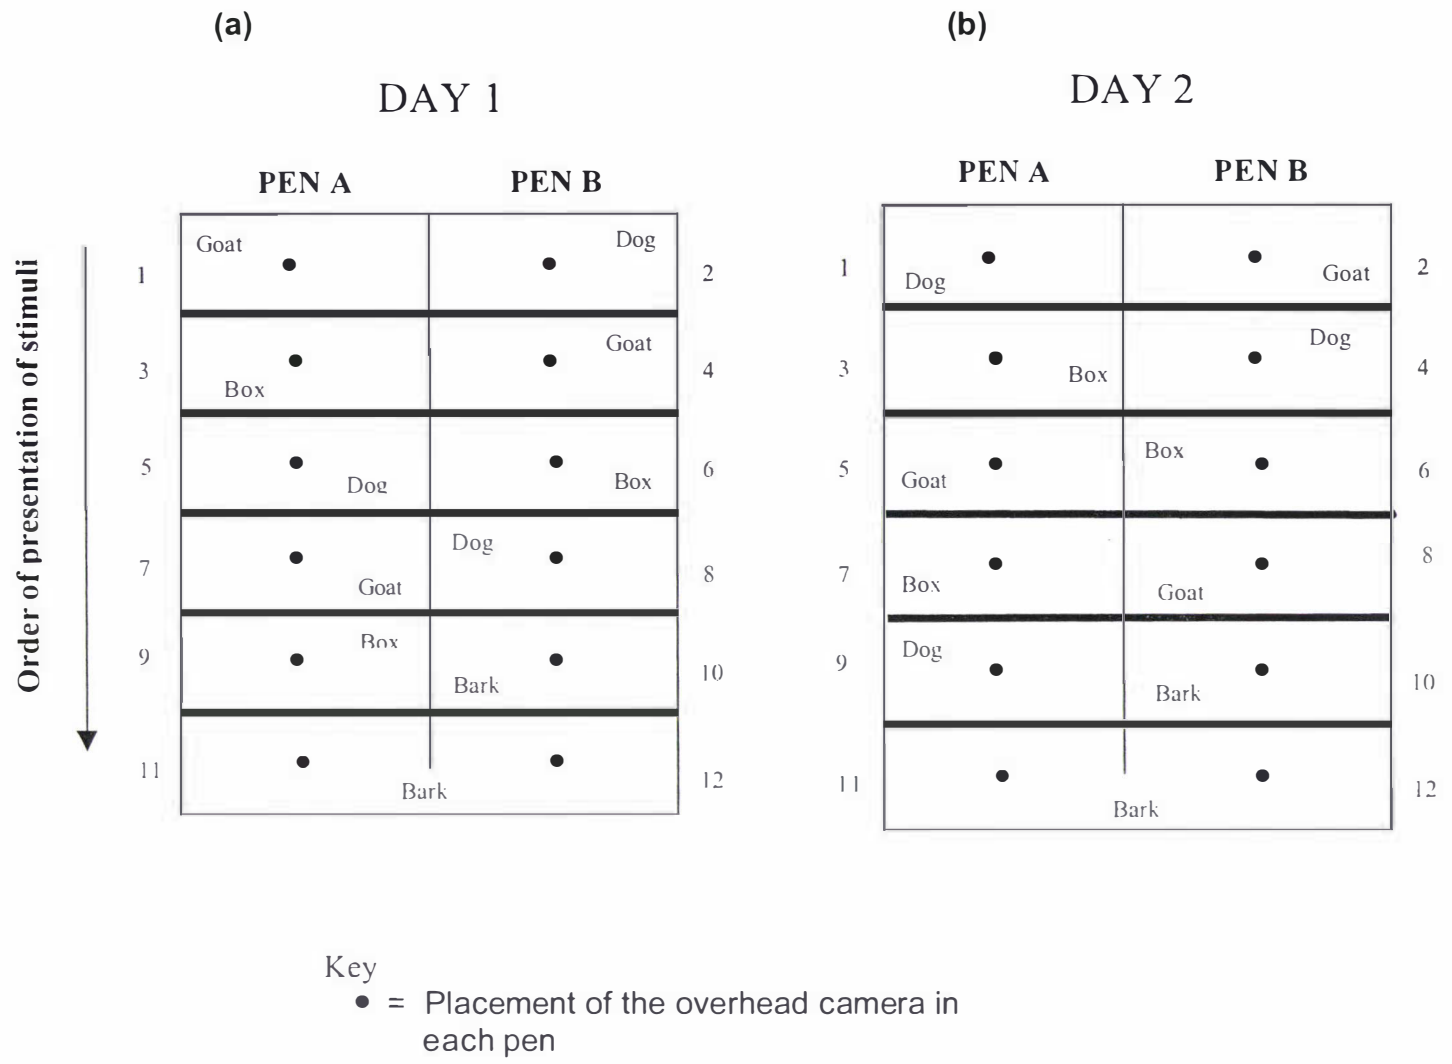 (a)
(b)
DAY 1
DAY 2
PEN A PEN B
PEN A PEN B
Order of presentation of stimuli
1 Goat Dog 2
3 Box Goat 4
5 Dog Box 6
7 Goat Dog 8
9 Box Bark 10
11 Bark 12
1 Dog Goat 2
3 Box Dog 4
5 Goat Box 6
7 Box Goat 8
9 Dog Bark 10
11 Bark 12
Key
• = Placement of the overhead camera in
each pen